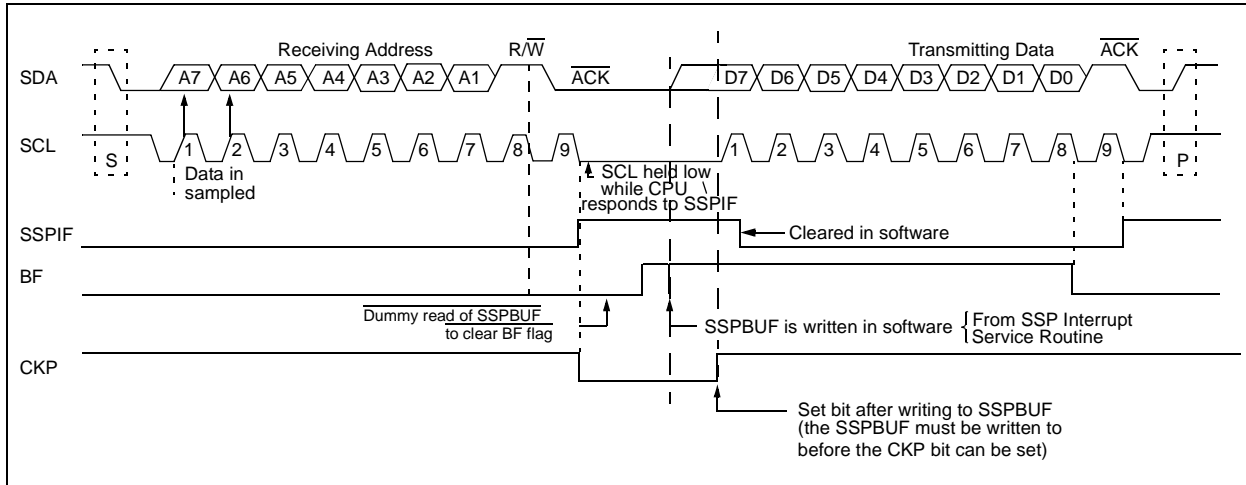 Receiving Address R/W Transmitting Data ACK
SDA A7 A6 A5 A4 A3 A2 A1 ACK D7 D6 D5 D4 D3 D2 D1 D0
SCL S 1 2 3 4 5 6 7 8 9 1 2 3 4 5 6 7 8 9 P
Data in
sampled
SCL held low
while CPU
responds to SSPIF
SSPIF
Cleared in software
BF
Dummy read of SSPBUF
to clear BF flag
SSPBUF is written in software
From SSP Interrupt
Service Routine
CKP
Set bit after writing to SSPBUF
(the SSPBUF must be written to
before the CKP bit can be set)